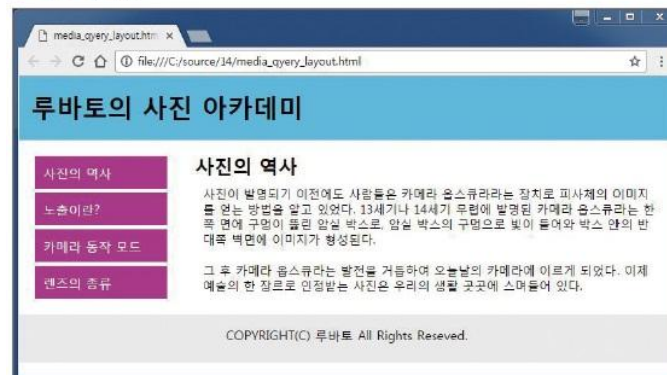 media_qyery_layout.htm
file:///C:/source/14/media_qyery_layout.html
루바토의 사진 아카데미
사진의 역사
노출이란?
카메라 동작 모드
렌즈의 종류
사진의 역사
사진이 발명되기 이전에도 사람들은 카메라 옵스큐라라는 장치로 피사체의 이미지
를 얻는 방법을 알고 있었다. 13세기나 14세기 무렵에 발명된 카메라 옵스큐라는 한
쪽 면에 구멍이 뚫린 암실 박스로, 암실 박스의 구멍으로 빛이 들어와 박스 안의 반
대쪽 벽면에 이미지가 형성된다.
그 후 카메라 옵스큐라는 발전을 거듭하여 오늘날의 카메라에 이르게 되었다. 이제
예술의 한 장르로 인정받는 사진은 우리의 생활 곳곳에 스며들어 있다.
COPYRIGHT(C) 루바토 All Rights Reseved.